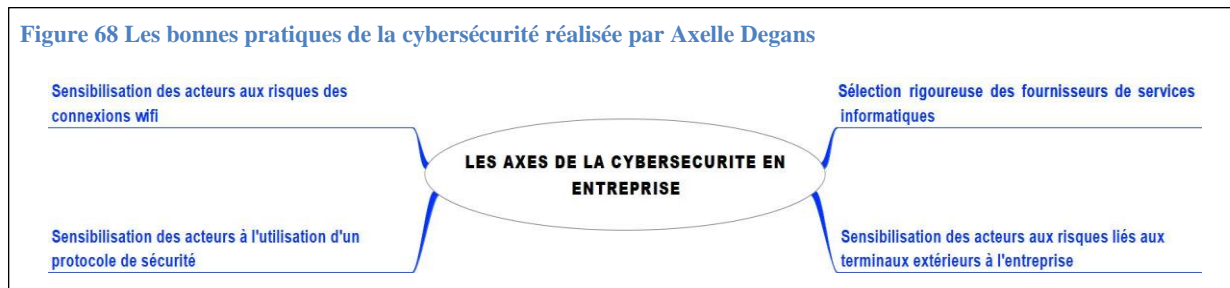 Figure 68 Les bonnes pratiques de la cybersécurité réalisée par Axelle Degans
Sensibilisation des acteurs aux risques des
connexions wifi
Sélection rigoureuse des fournisseurs de services
informatiques
LES AXES DE LA CYBERSECURITE EN
ENTREPRISE
Sensibilisation des acteurs à l'utilisation d'un
protocole de sécurité
Sensibilisation des acteurs aux risques liés aux
terminaux extérieurs à l'entreprise